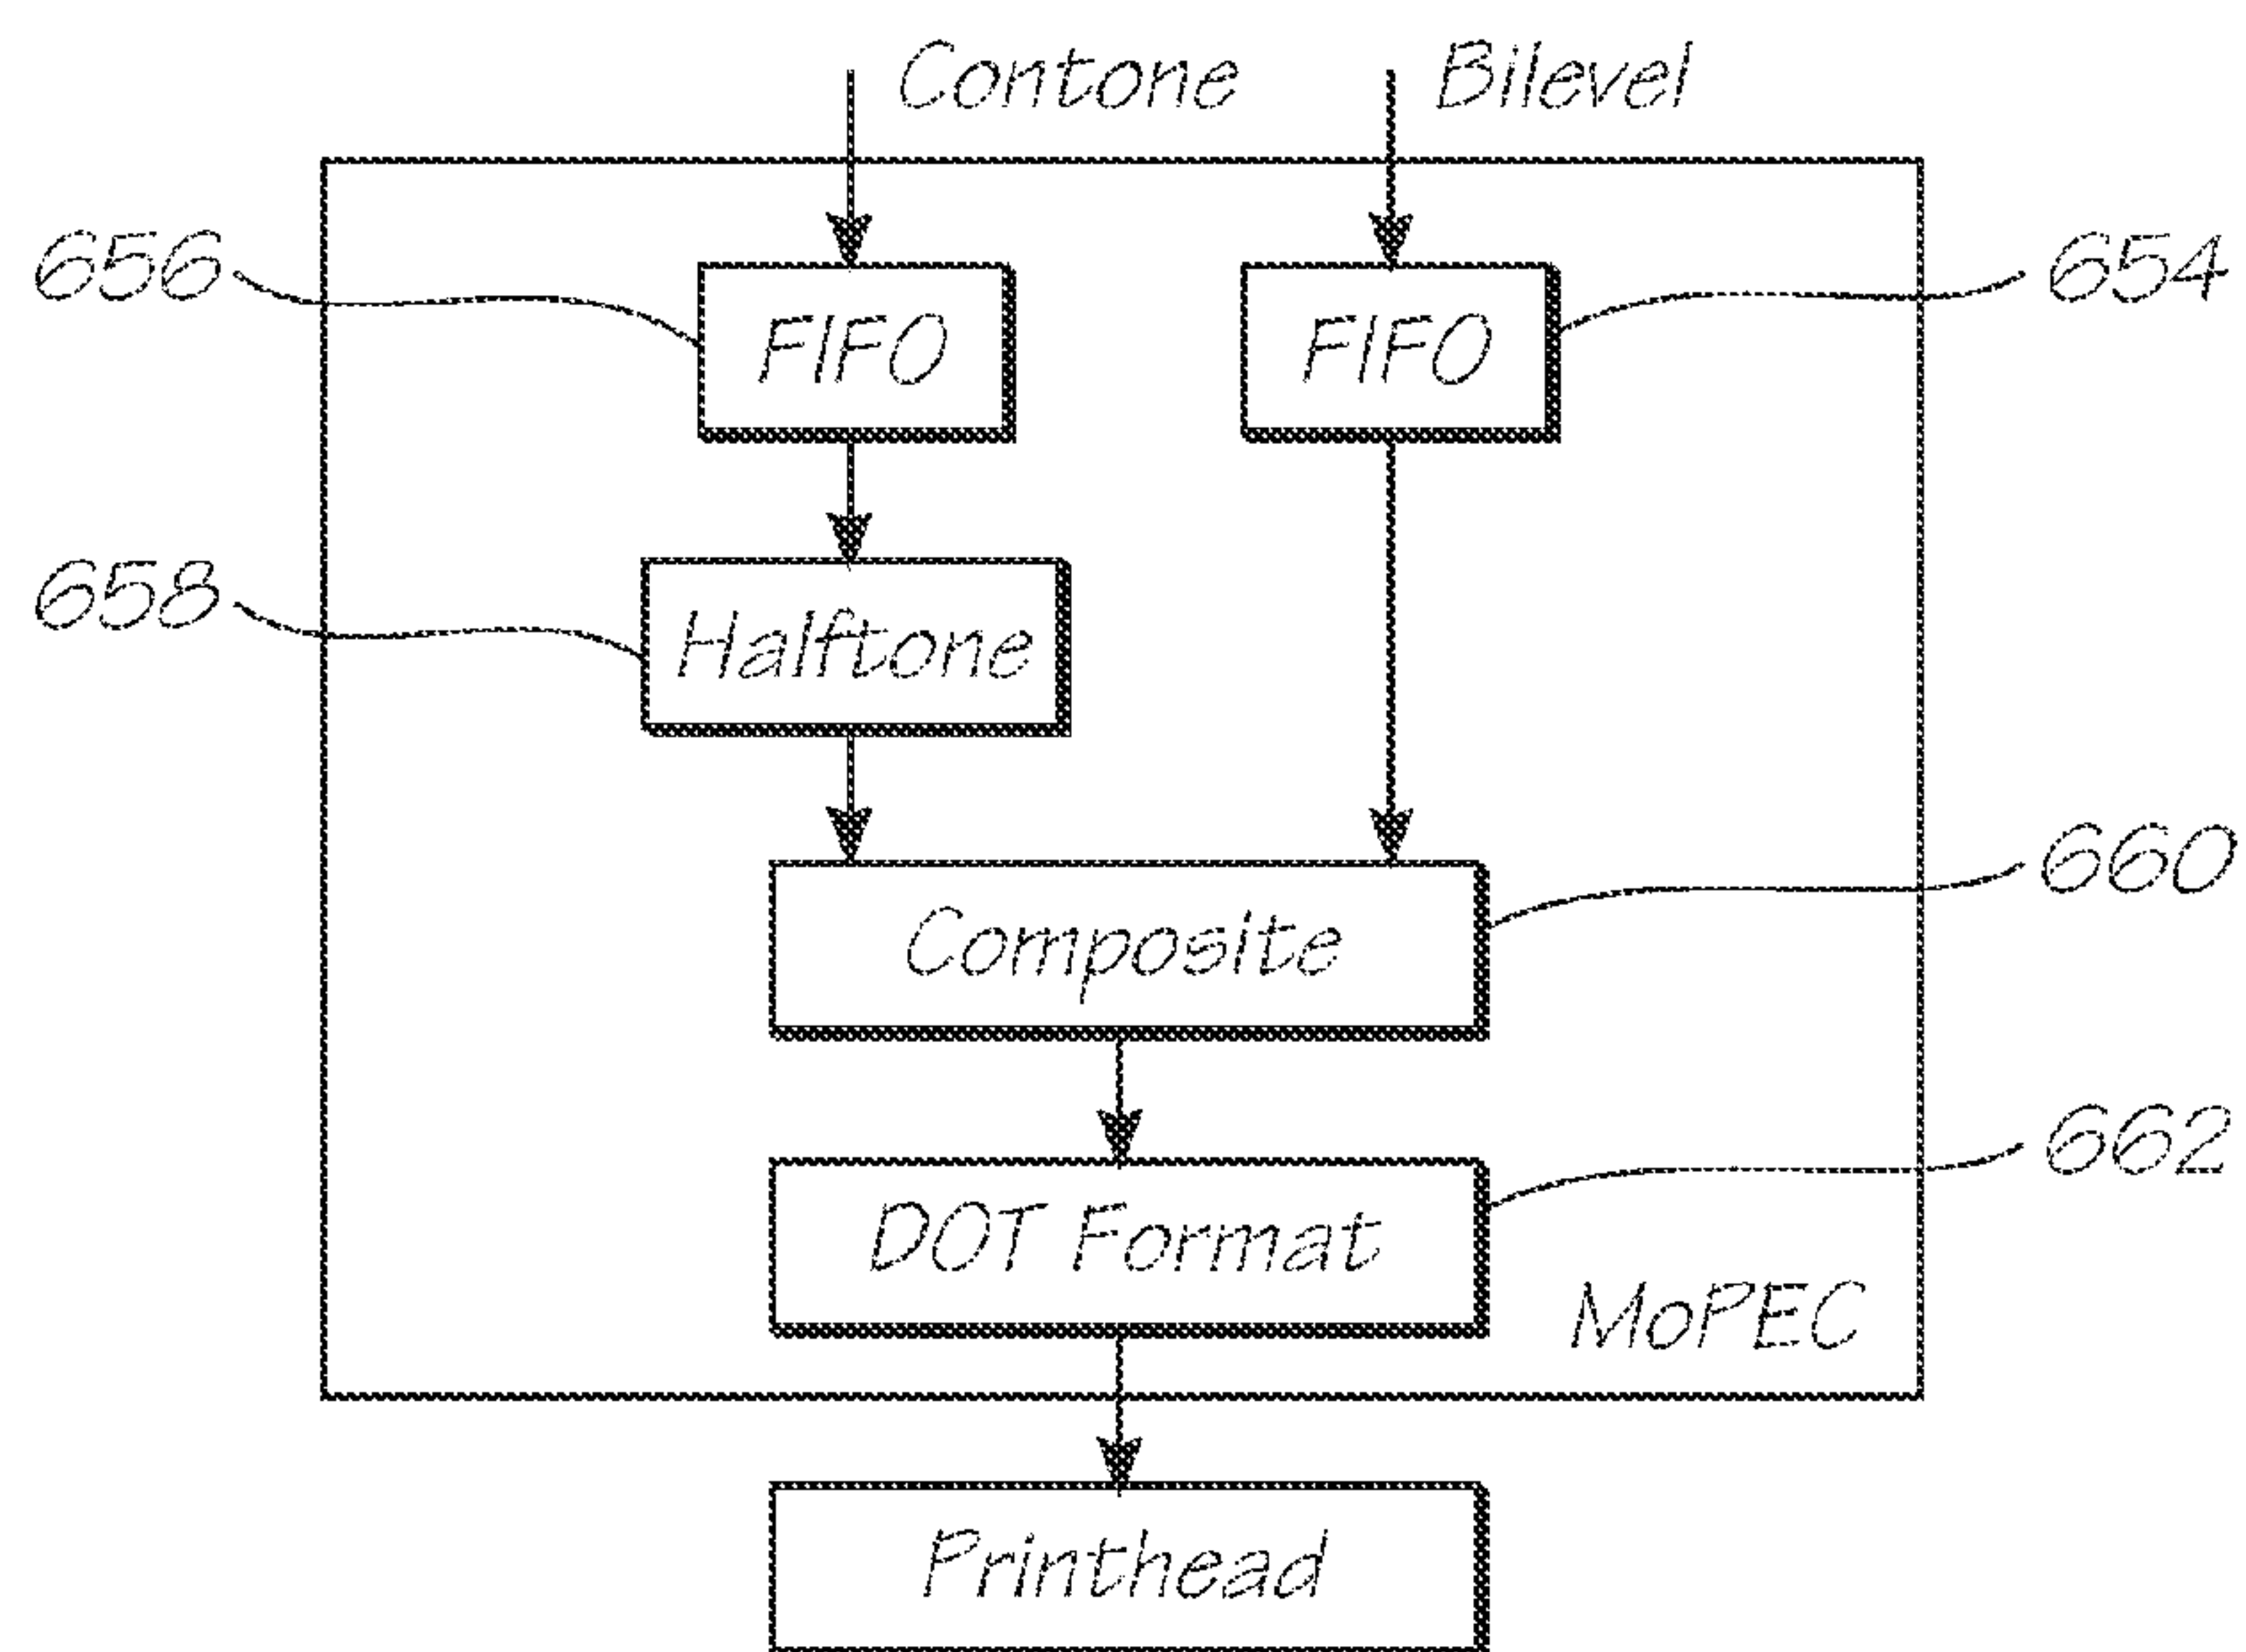 Contone
Bilevel
656
FIFO
FIFO
654
658
Halftone
660
Composite
662
DOT Format
MoPEC
Printhead